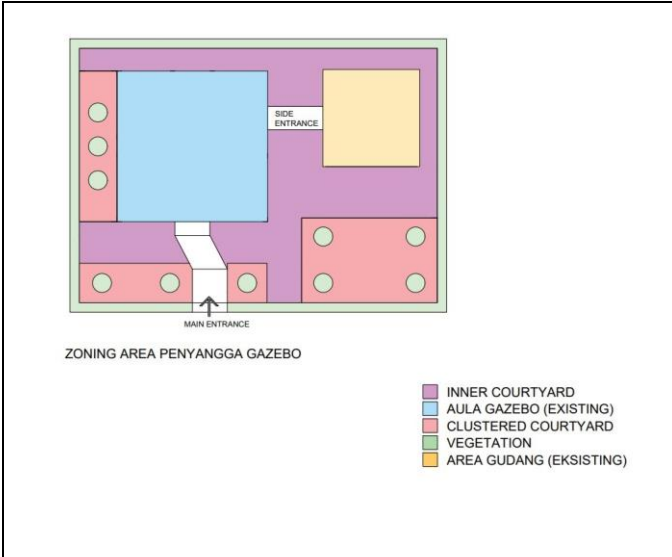 SIDE
ENTRANCE
MAIN ENTRANCE
ZONING AREA PENYANGGA GAZEBO
INNER COURTYARD
AULA GAZEBO (EXISTING)
CLUSTERED COURTYARD
VEGETATION
AREA GUDANG (EKSISTING)